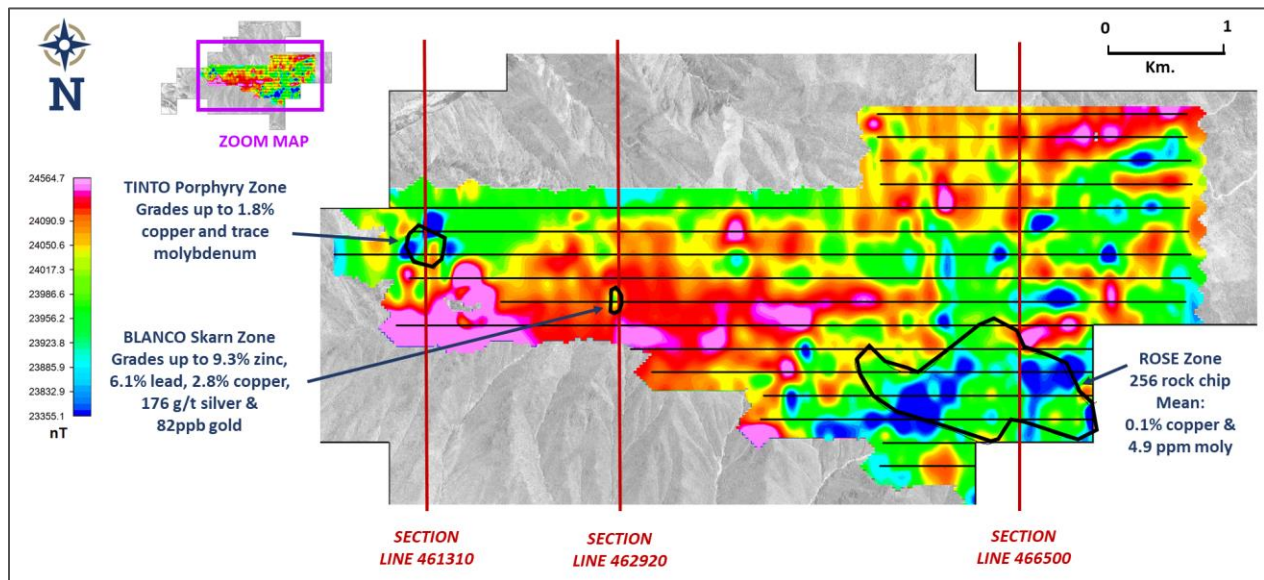 N
ZOOM MAP
0 1
Km.
24564.7
24090.9
24050.6
24017.3
23986.6
23957.1
23923.8
23885.9
23832.9
23355.1
nT
TINTO Porphyry Zone
Grades up to 1.8%
copper and trace
molybdenum
BLANCO Skarn Zone
Grades up to 9.3% zinc,
6.1% lead, 2.8% copper,
176 g/t silver &
82ppb gold
ROSE Zone
256 rock chip
Mean:
0.1% copper &
4.9 ppm moly
SECTION
LINE 461310
SECTION
LINE 462920
SECTION
LINE 466500